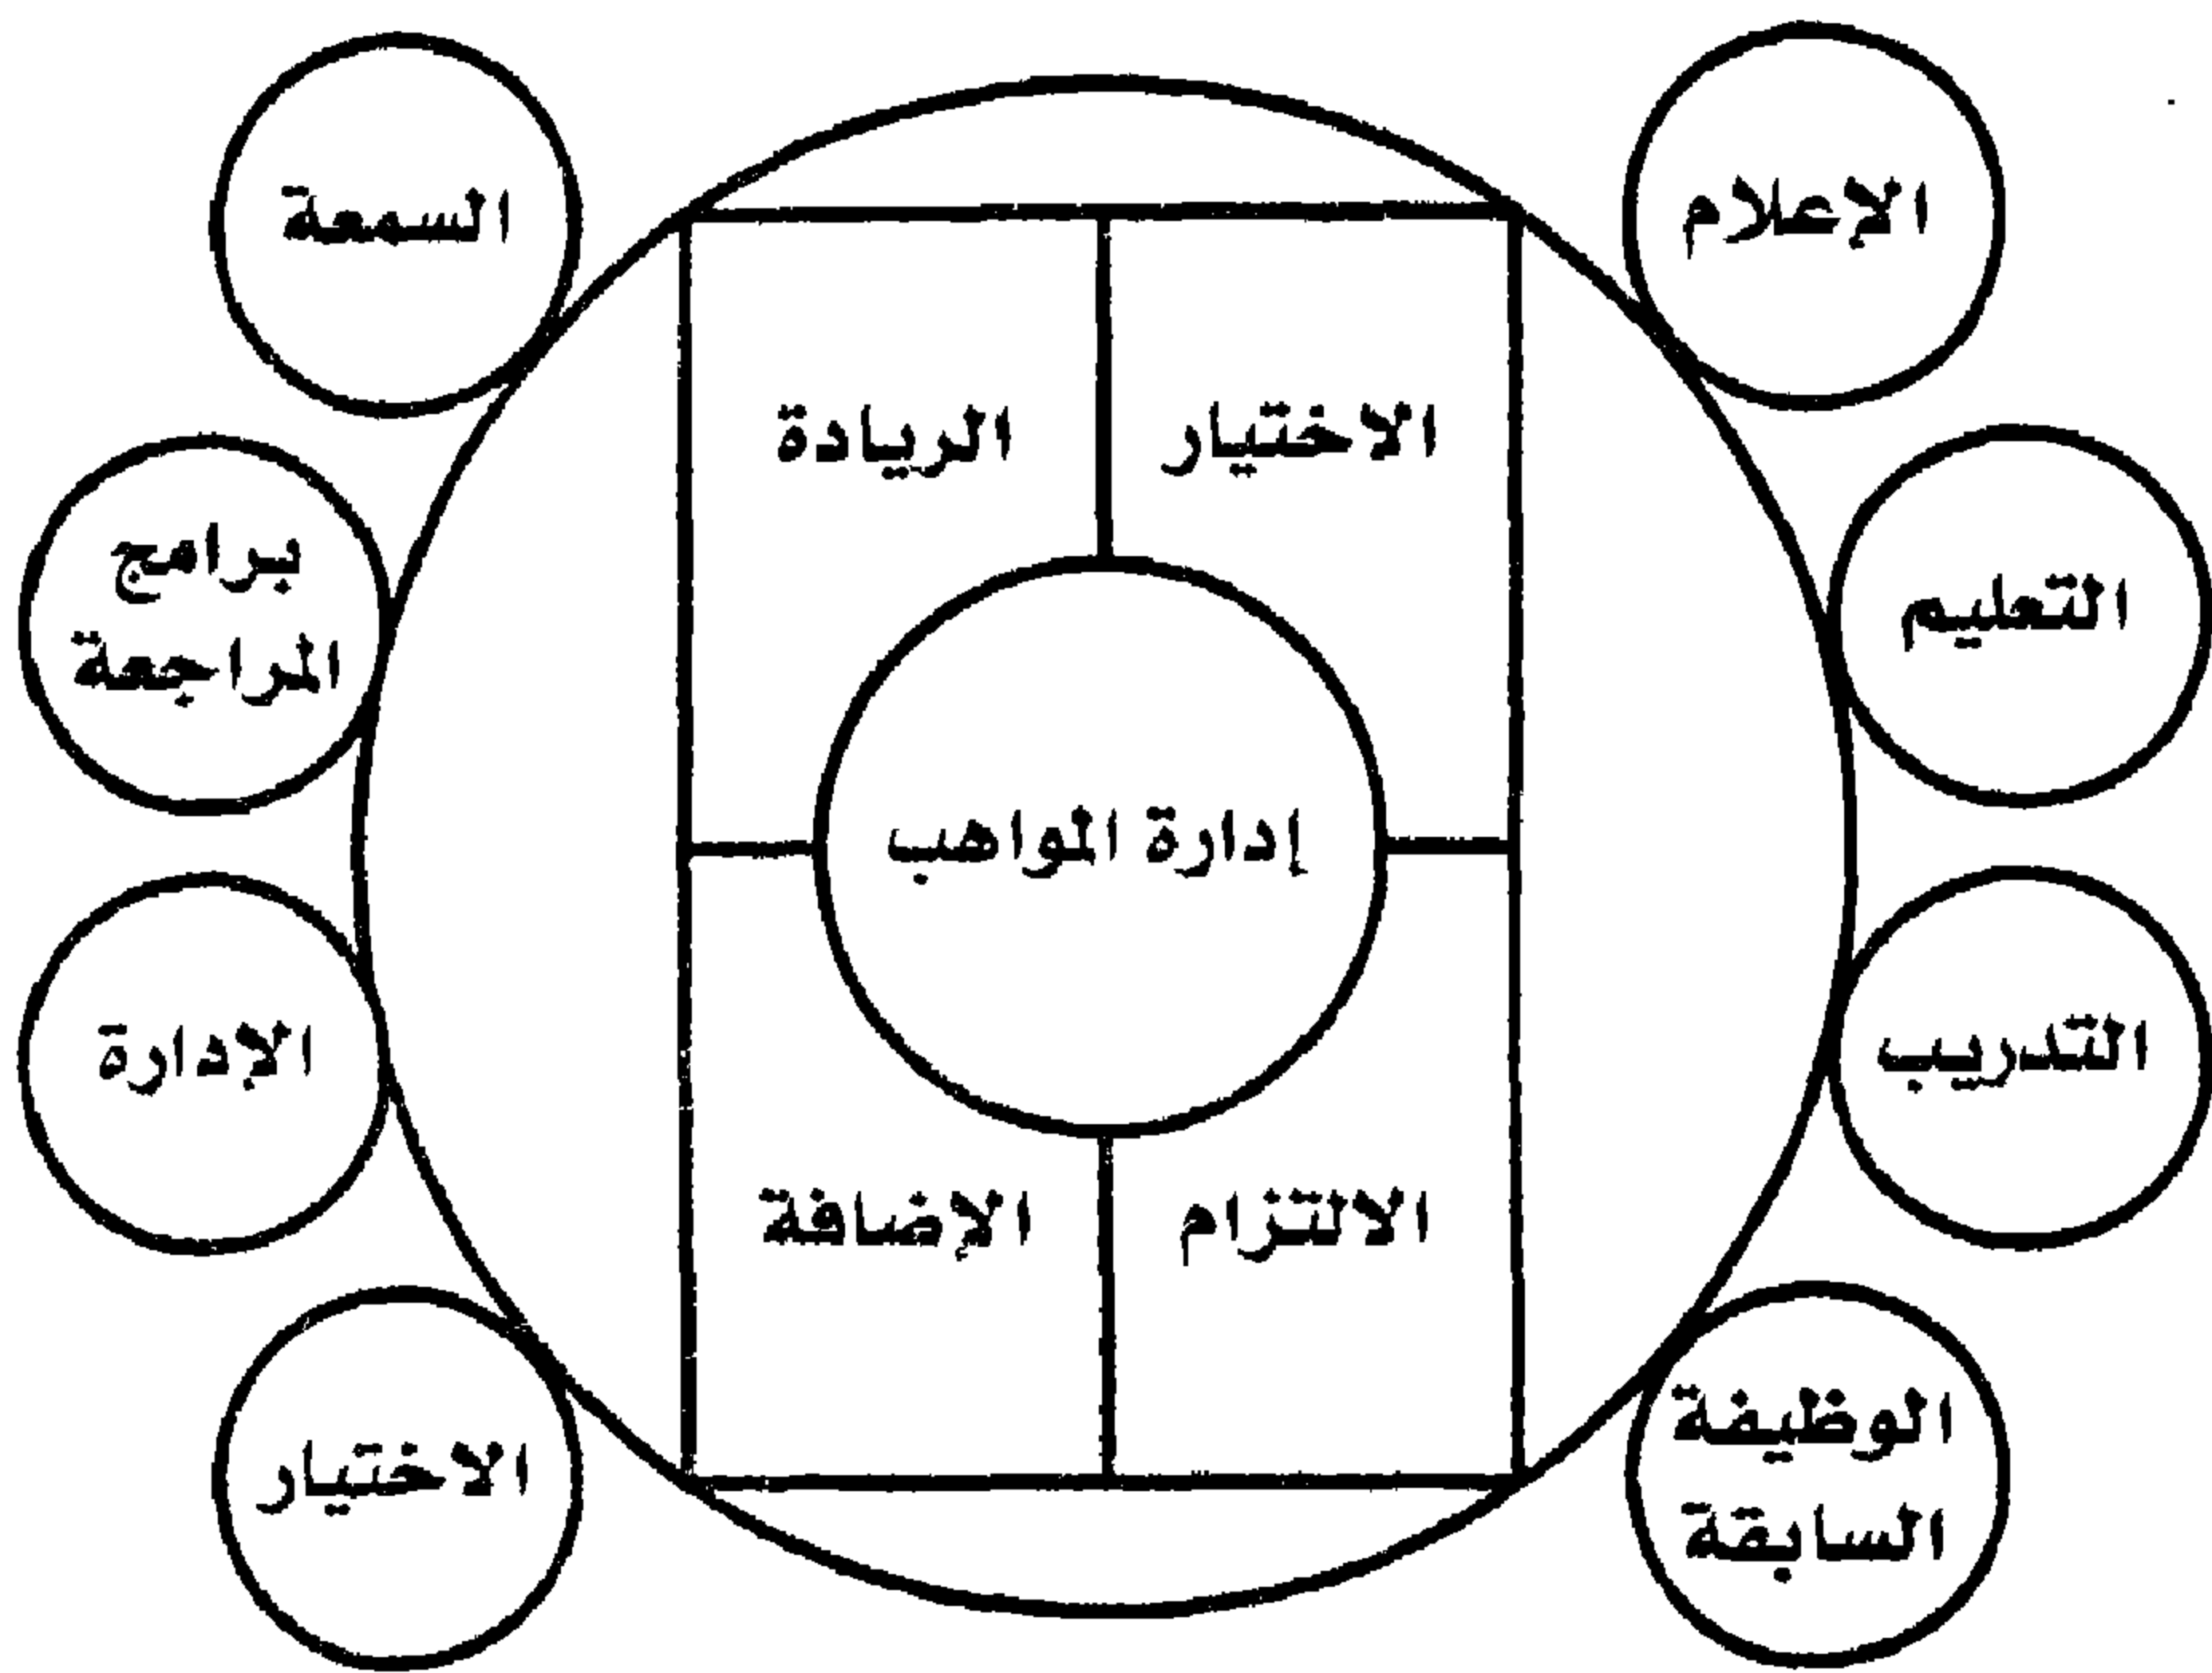 الإعلام
السمعة
الاختيار
الريادة
التعليم
برامج
المراجعة
إدارة المواهب
التدريب
الإدارة
الالتزام
الإضافة
الوظيفة
السابقة
الاختيار